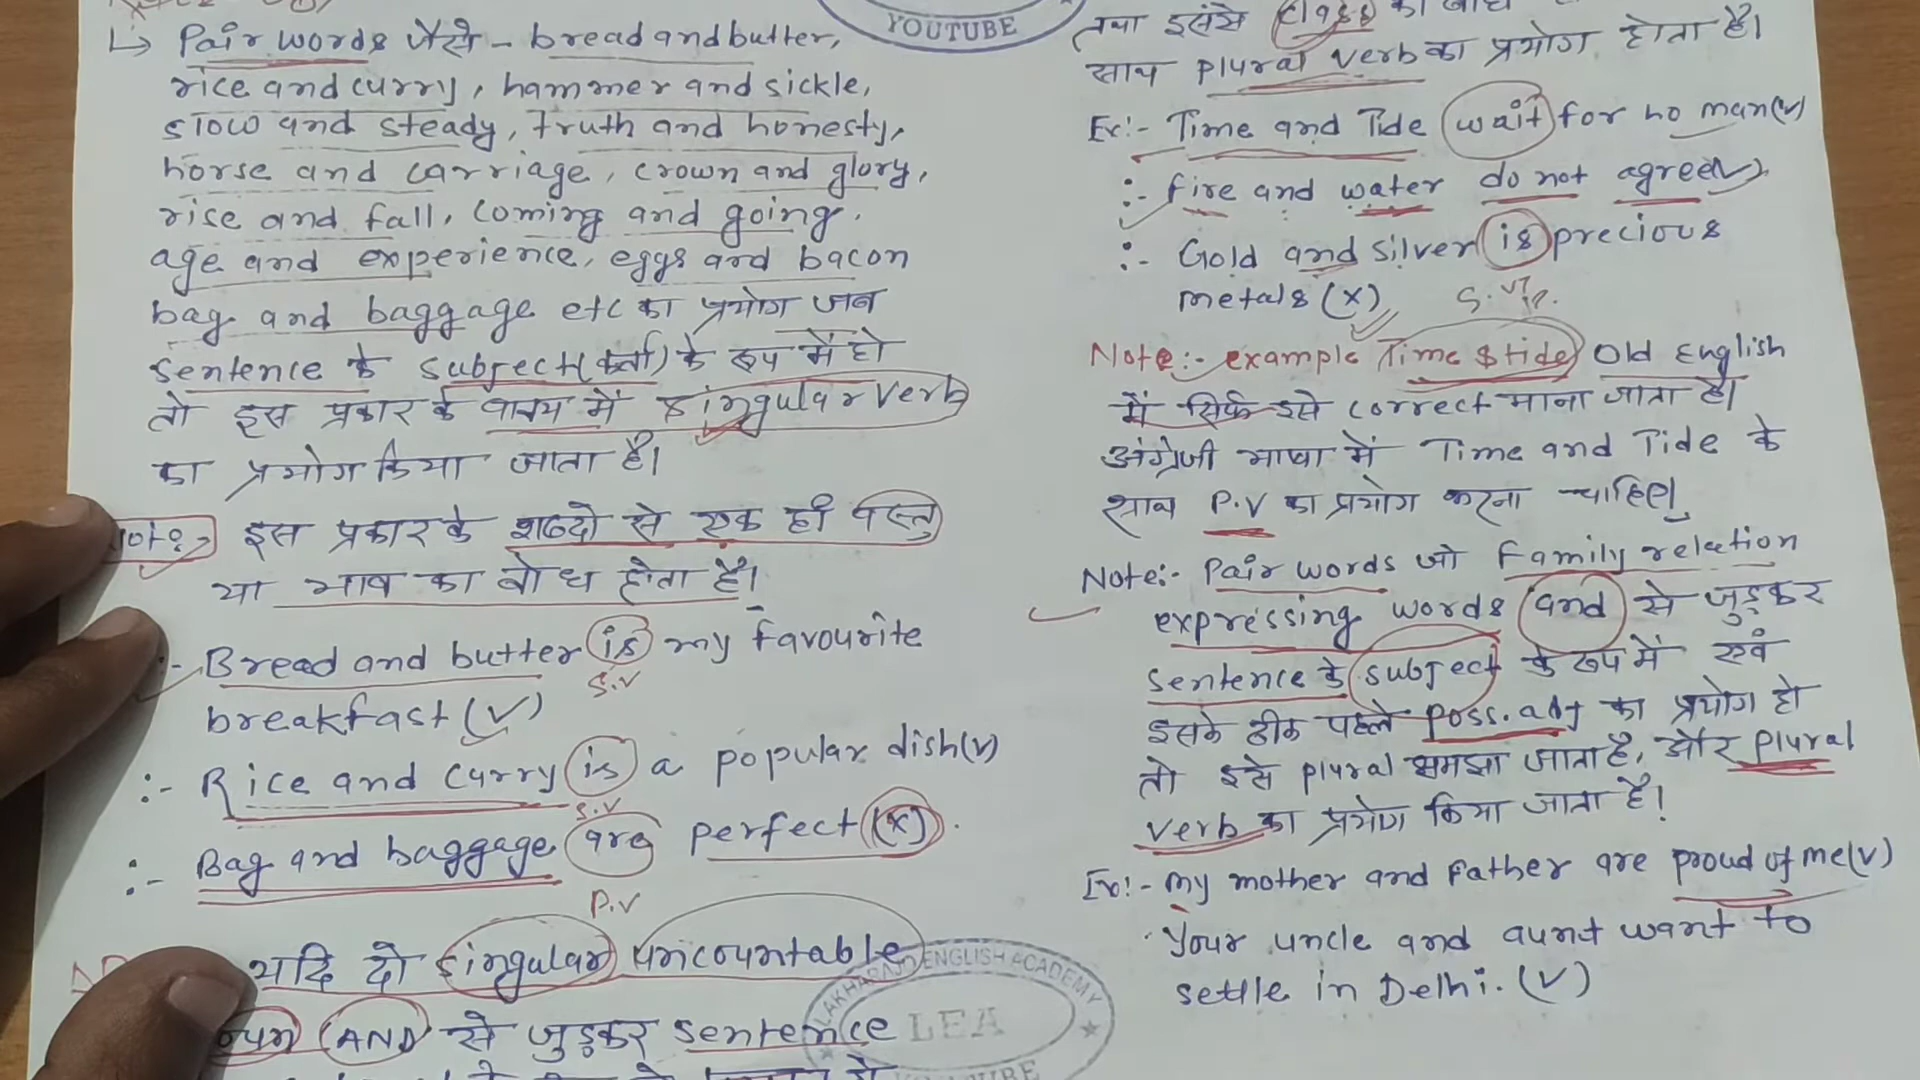 YOUTUBE
↳ Pair words जैसे - bread and butter,
rice and curry, hammer and sickle,
slow and steady, truth and honesty,
horse and carriage, crown and glory,
rise and fall, coming and going,
age and experience, eggs and bacon
bag and baggage etc का प्रयोग जब
sentence के subject (कर्ता) के रूप में हो
तो इस प्रकार के वाक्य में singular verb
का प्रयोग किया जाता है।
Note:- इस प्रकार के शब्दो से एक ही वस्तु
या भाव का बोध होता है।
:- Bread and butter is my favourite
S.V
breakfast (✓)
:- Rice and curry is a popular dish (✓)
S.V
:- Bag and baggage are perfect (x).
P.V
यदि दो singular uncountable
noun (AND) से जुड़कर sentence
LAKHARAJO ENGLISH ACADEMY
LEA
तथा इससे class का बोध
साथ plural verb का प्रयोग होता है।
Ex:- Time and Tide wait for no man (✓)
:- Fire and water do not agree (✓)
:- Gold and silver is precious
metals (x) S.V
Note:- example Time & tide Old English
में सिर्फ इसे correct माना जाता है।
अंग्रेजी भाषा में Time and Tide के
साथ P.V का प्रयोग करना चाहिए।
Note:- Pair words जो Family relation
expressing words and से जुड़कर
sentence के subject के रूप में एवं
इसके ठीक पहले poss. adj का प्रयोग हो
तो इसे plural समझा जाता है, और plural
verb का प्रयोग किया जाता है!
Ex:- My mother and Father are proud of me (✓)
Your uncle and aunt want to
settle in Delhi. (✓)